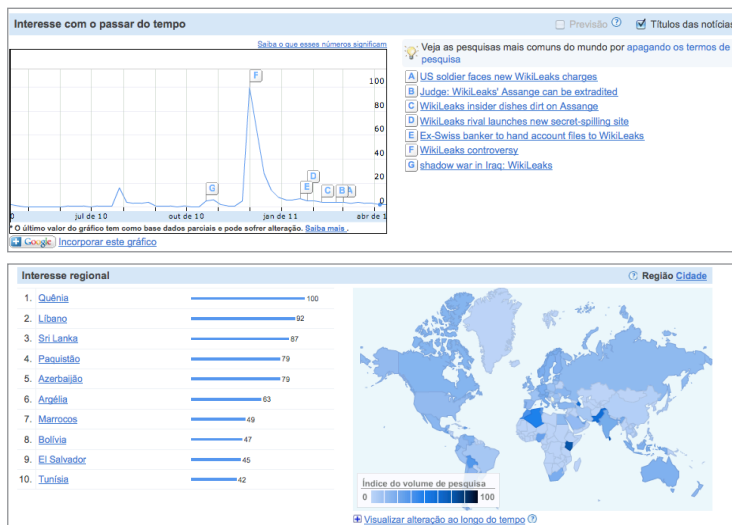 Interesse com o passar do tempo
Previsão ?
Títulos das notícias
Saiba o que esses números significam
100
80
60
40
20
0
F
G
E
D
C
B
A
0 jul de 10 out de 10 jan de 11 abr de 1
* O último valor do gráfico tem como base dados parciais e pode sofrer alteração. Saiba mais .
Google Incorporar este gráfico
Veja as pesquisas mais comuns do mundo por apagando os termos de
pesquisa
A US soldier faces new WikiLeaks charges
B Judge: WikiLeaks' Assange can be extradited
C WikiLeaks insider dishes dirt on Assange
D WikiLeaks rival launches new secret-spilling site
E Ex-Swiss banker to hand account files to WikiLeaks
F WikiLeaks controversy
G shadow war in Iraq: WikiLeaks
Interesse regional
? Região Cidade
1. Quênia 100
2. Líbano 92
3. Sri Lanka 87
4. Paquistão 79
5. Azerbaijão 79
6. Argélia 63
7. Marrocos 49
8. Bolívia 47
9. El Salvador 45
10. Tunísia 42
Índice do volume de pesquisa
0 100
Visualizar alteração ao longo do tempo ?